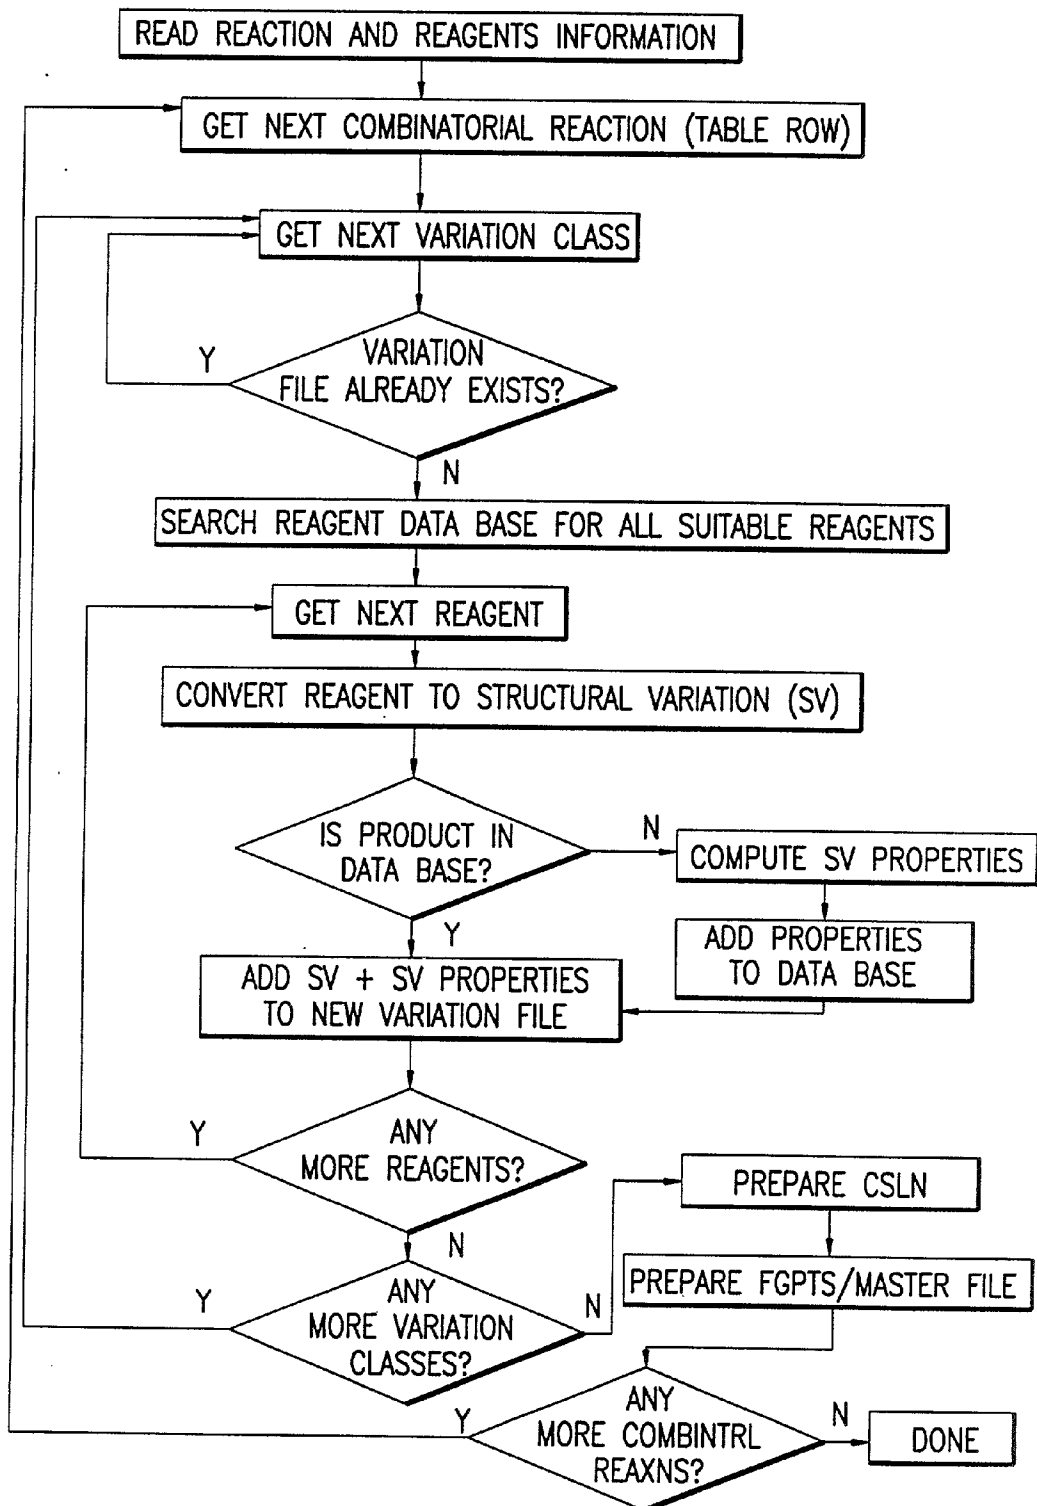 READ REACTION AND REAGENTS INFORMATION
GET NEXT COMBINATORIAL REACTION (TABLE ROW)
GET NEXT VARIATION CLASS
Y
VARIATION
FILE ALREADY EXISTS?
N
SEARCH REAGENT DATA BASE FOR ALL SUITABLE REAGENTS
GET NEXT REAGENT
CONVERT REAGENT TO STRUCTURAL VARIATION (SV)
IS PRODUCT IN
DATA BASE?
N
COMPUTE SV PROPERTIES
Y
ADD PROPERTIES
TO DATA BASE
ADD SV + SV PROPERTIES
TO NEW VARIATION FILE
Y
ANY
MORE REAGENTS?
N
PREPARE CSLN
PREPARE FGPTS/MASTER FILE
Y
ANY
MORE VARIATION
CLASSES?
N
Y
ANY
MORE COMBINTRL
REAXNS?
N
DONE